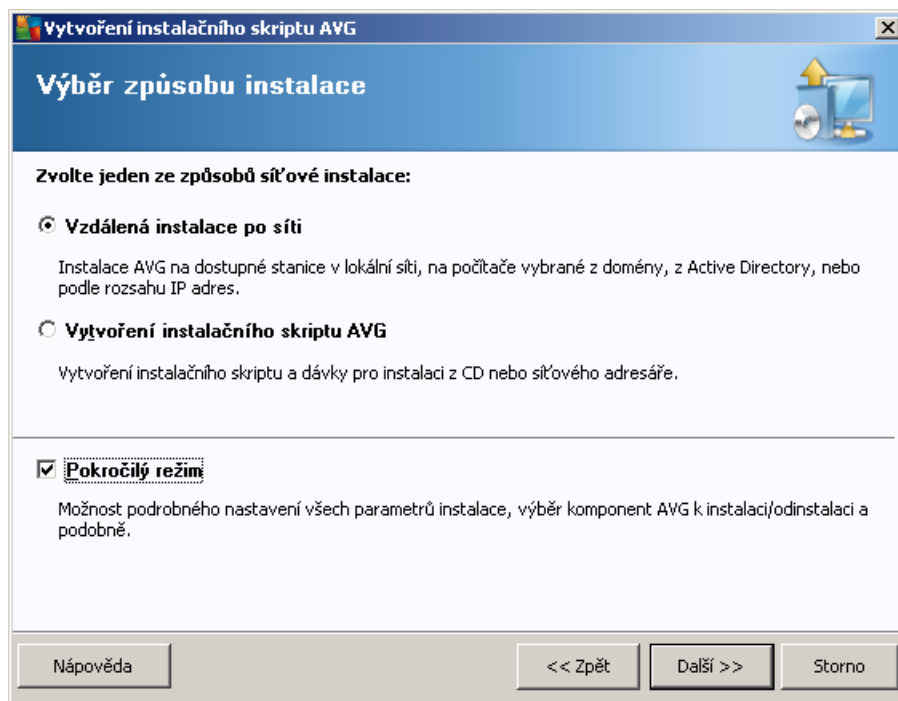 Vytvoření instalačního skriptu AVG
Výběr způsobu instalace
Zvolte jeden ze způsobů síťové instalace:
Vzdálená instalace po síti
Instalace AVG na dostupné stanice v lokální síti, na počítače vybrané z domény, z Active Directory, nebo
podle rozsahu IP adres.
Vytvoření instalačního skriptu AVG
Vytvoření instalačního skriptu a dávky pro instalaci z CD nebo síťového adresáře.
Pokročilý režim
Možnost podrobného nastavení všech parametrů instalace, výběr komponent AVG k instalaci/odinstalaci a
podobně.
Nápověda
<< Zpět
Další >>
Storno